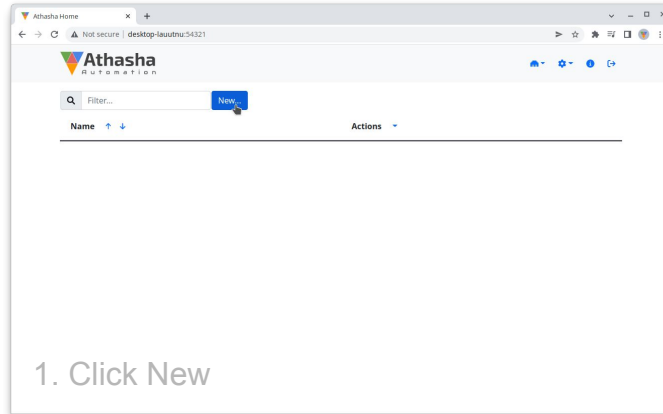 Athasha Home
Not secure | desktop-lauutnu:54321
Athasha
Automation
Filter... New...
Name Actions
1. Click New